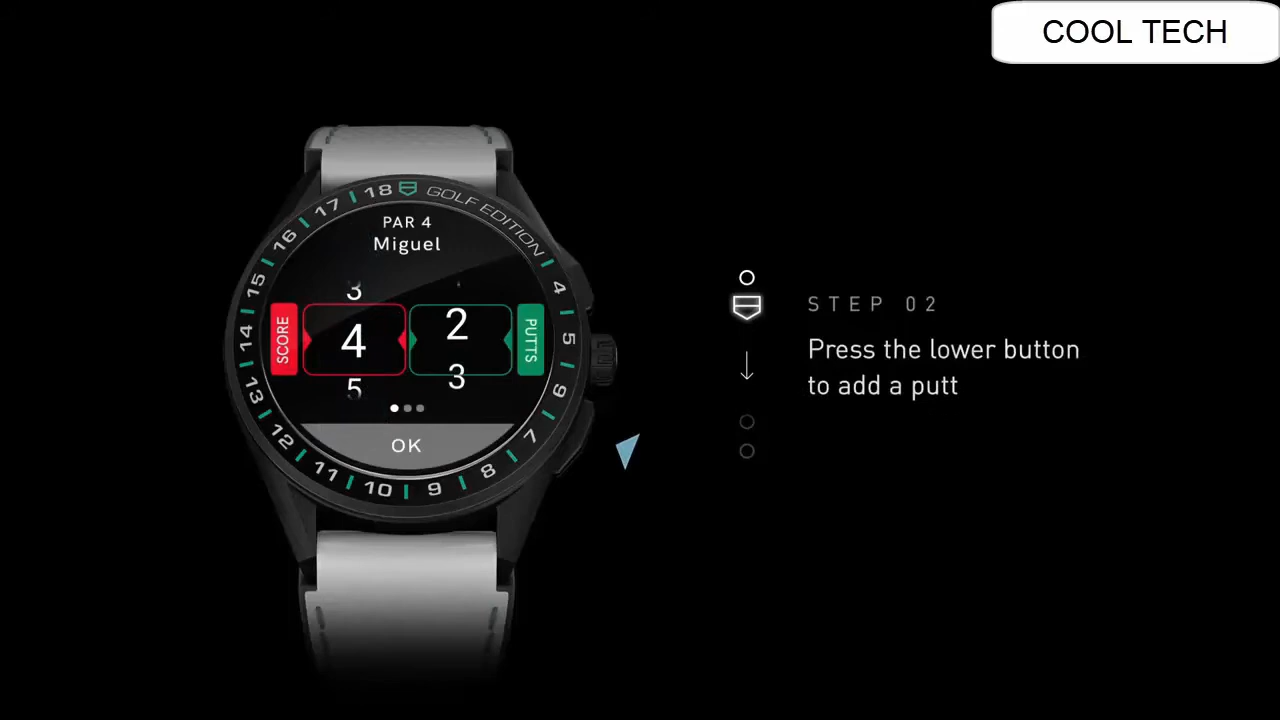 COOL TECH
18 GOLF EDITION
17
16
15
14
13
12
11
10
9
8
7
6
5
4
PAR 4
Miguel
3
SCORE 4 2 PUTTS
5 3
OK
STEP 02
Press the lower button
to add a putt